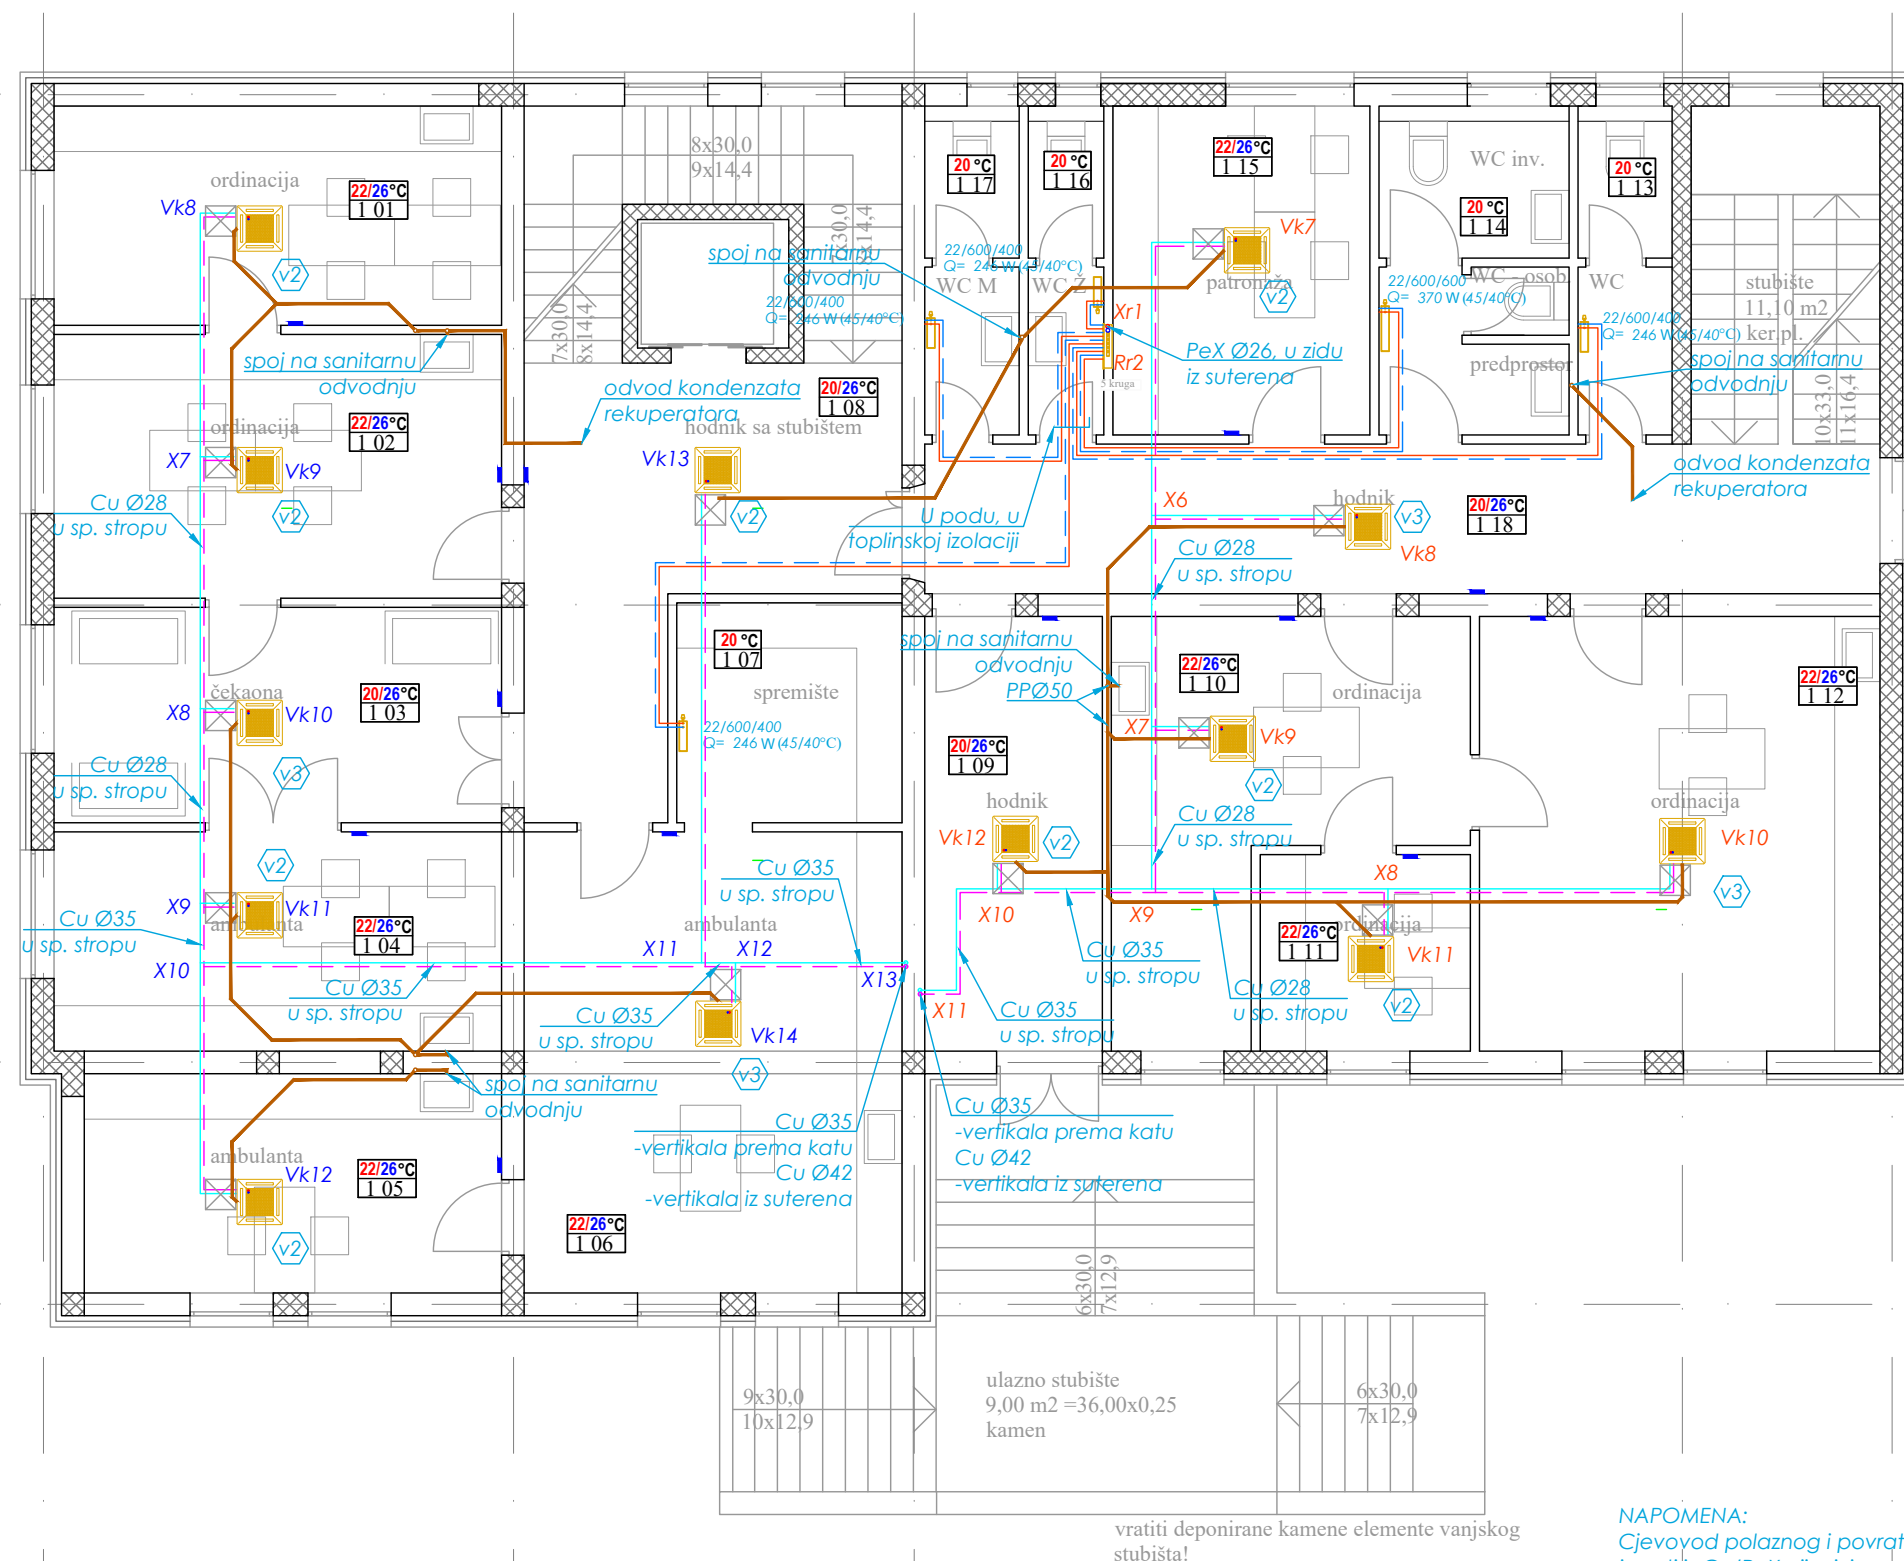 8x30,0
9x14,4
ordinacija
Vk8
22/26°C
1 01
v2
7x30,0
8x14,4
spoj na sanitarnu
odvodnju
odvod kondenzata
rekuperatora
20/26°C
1 08
hodnik sa stubištem
Vk13
v2
22/26°C
1 02
ordinacija
X7
Vk9
v2
Cu Ø28
u sp. stropu
20 °C
1 17
20 °C
1 16
22/26°C
1 15
WC inv.
20 °C
1 14
20 °C
1 13
spoj na sanitarnu
odvodnju
22/600/400
Q= 246 W (45/40°C)
22/600/400
Q= 246 W (45/40°C)
WC M
WC Ž
Vk7
patronaža
v2
Xr1
Rr2
5 kruga
PeX Ø26, u zidu
iz suterena
22/600/600
Q= 370 W (45/40°C)
WC - osob.
WC
predprostor
22/600/400
Q= 246 W (45/40°C)
stubište
11,10 m2
ker.pl.
spoj na sanitarnu
odvodnju
10x33,0
11x16,4
odvod kondenzata
rekuperatora
U podu, u
toplinskoj izolaciji
X6
hodnik
v3
Vk8
20/26°C
1 18
Cu Ø28
u sp. stropu
čekaona
20/26°C
1 03
X8
Vk10
v3
Cu Ø28
u sp. stropu
20 °C
1 07
spremište
22/600/400
Q= 246 W (45/40°C)
spoj na sanitarnu
odvodnju
PPØ50
22/26°C
1 10
ordinacija
X7
Vk9
v2
22/26°C
1 12
20/26°C
1 09
hodnik
Vk12
v2
Cu Ø28
u sp. stropu
ordinacija
Vk10
v3
v2
X9
Vk11
ambulanta
22/26°C
1 04
Cu Ø35
u sp. stropu
X10
Cu Ø35
u sp. stropu
Cu Ø35
u sp. stropu
ambulanta
X11
X12
X13
Cu Ø35
u sp. stropu
Vk14
v3
X8
X10
X9
Cu Ø35
u sp. stropu
22/26°C
1 11
ordinacija
Vk11
v2
Cu Ø28
u sp. stropu
X11
Cu Ø35
u sp. stropu
spoj na sanitarnu
odvodnju
Cu Ø35
-vertikala prema katu
Cu Ø42
-vertikala iz suterena
Cu Ø35
-vertikala prema katu
Cu Ø42
-vertikala iz suterena
ambulanta
Vk12
22/26°C
1 05
v2
22/26°C
1 06
6x30,0
7x12,9
9x30,0
10x12,9
ulazno stubište
9,00 m2 =36,00x0,25
kamen
6x30,0
7x12,9
vratiti deponirane kamene elemente vanjskog
stubišta!
NAPOMENA:
Cjevovod polaznog i povrat